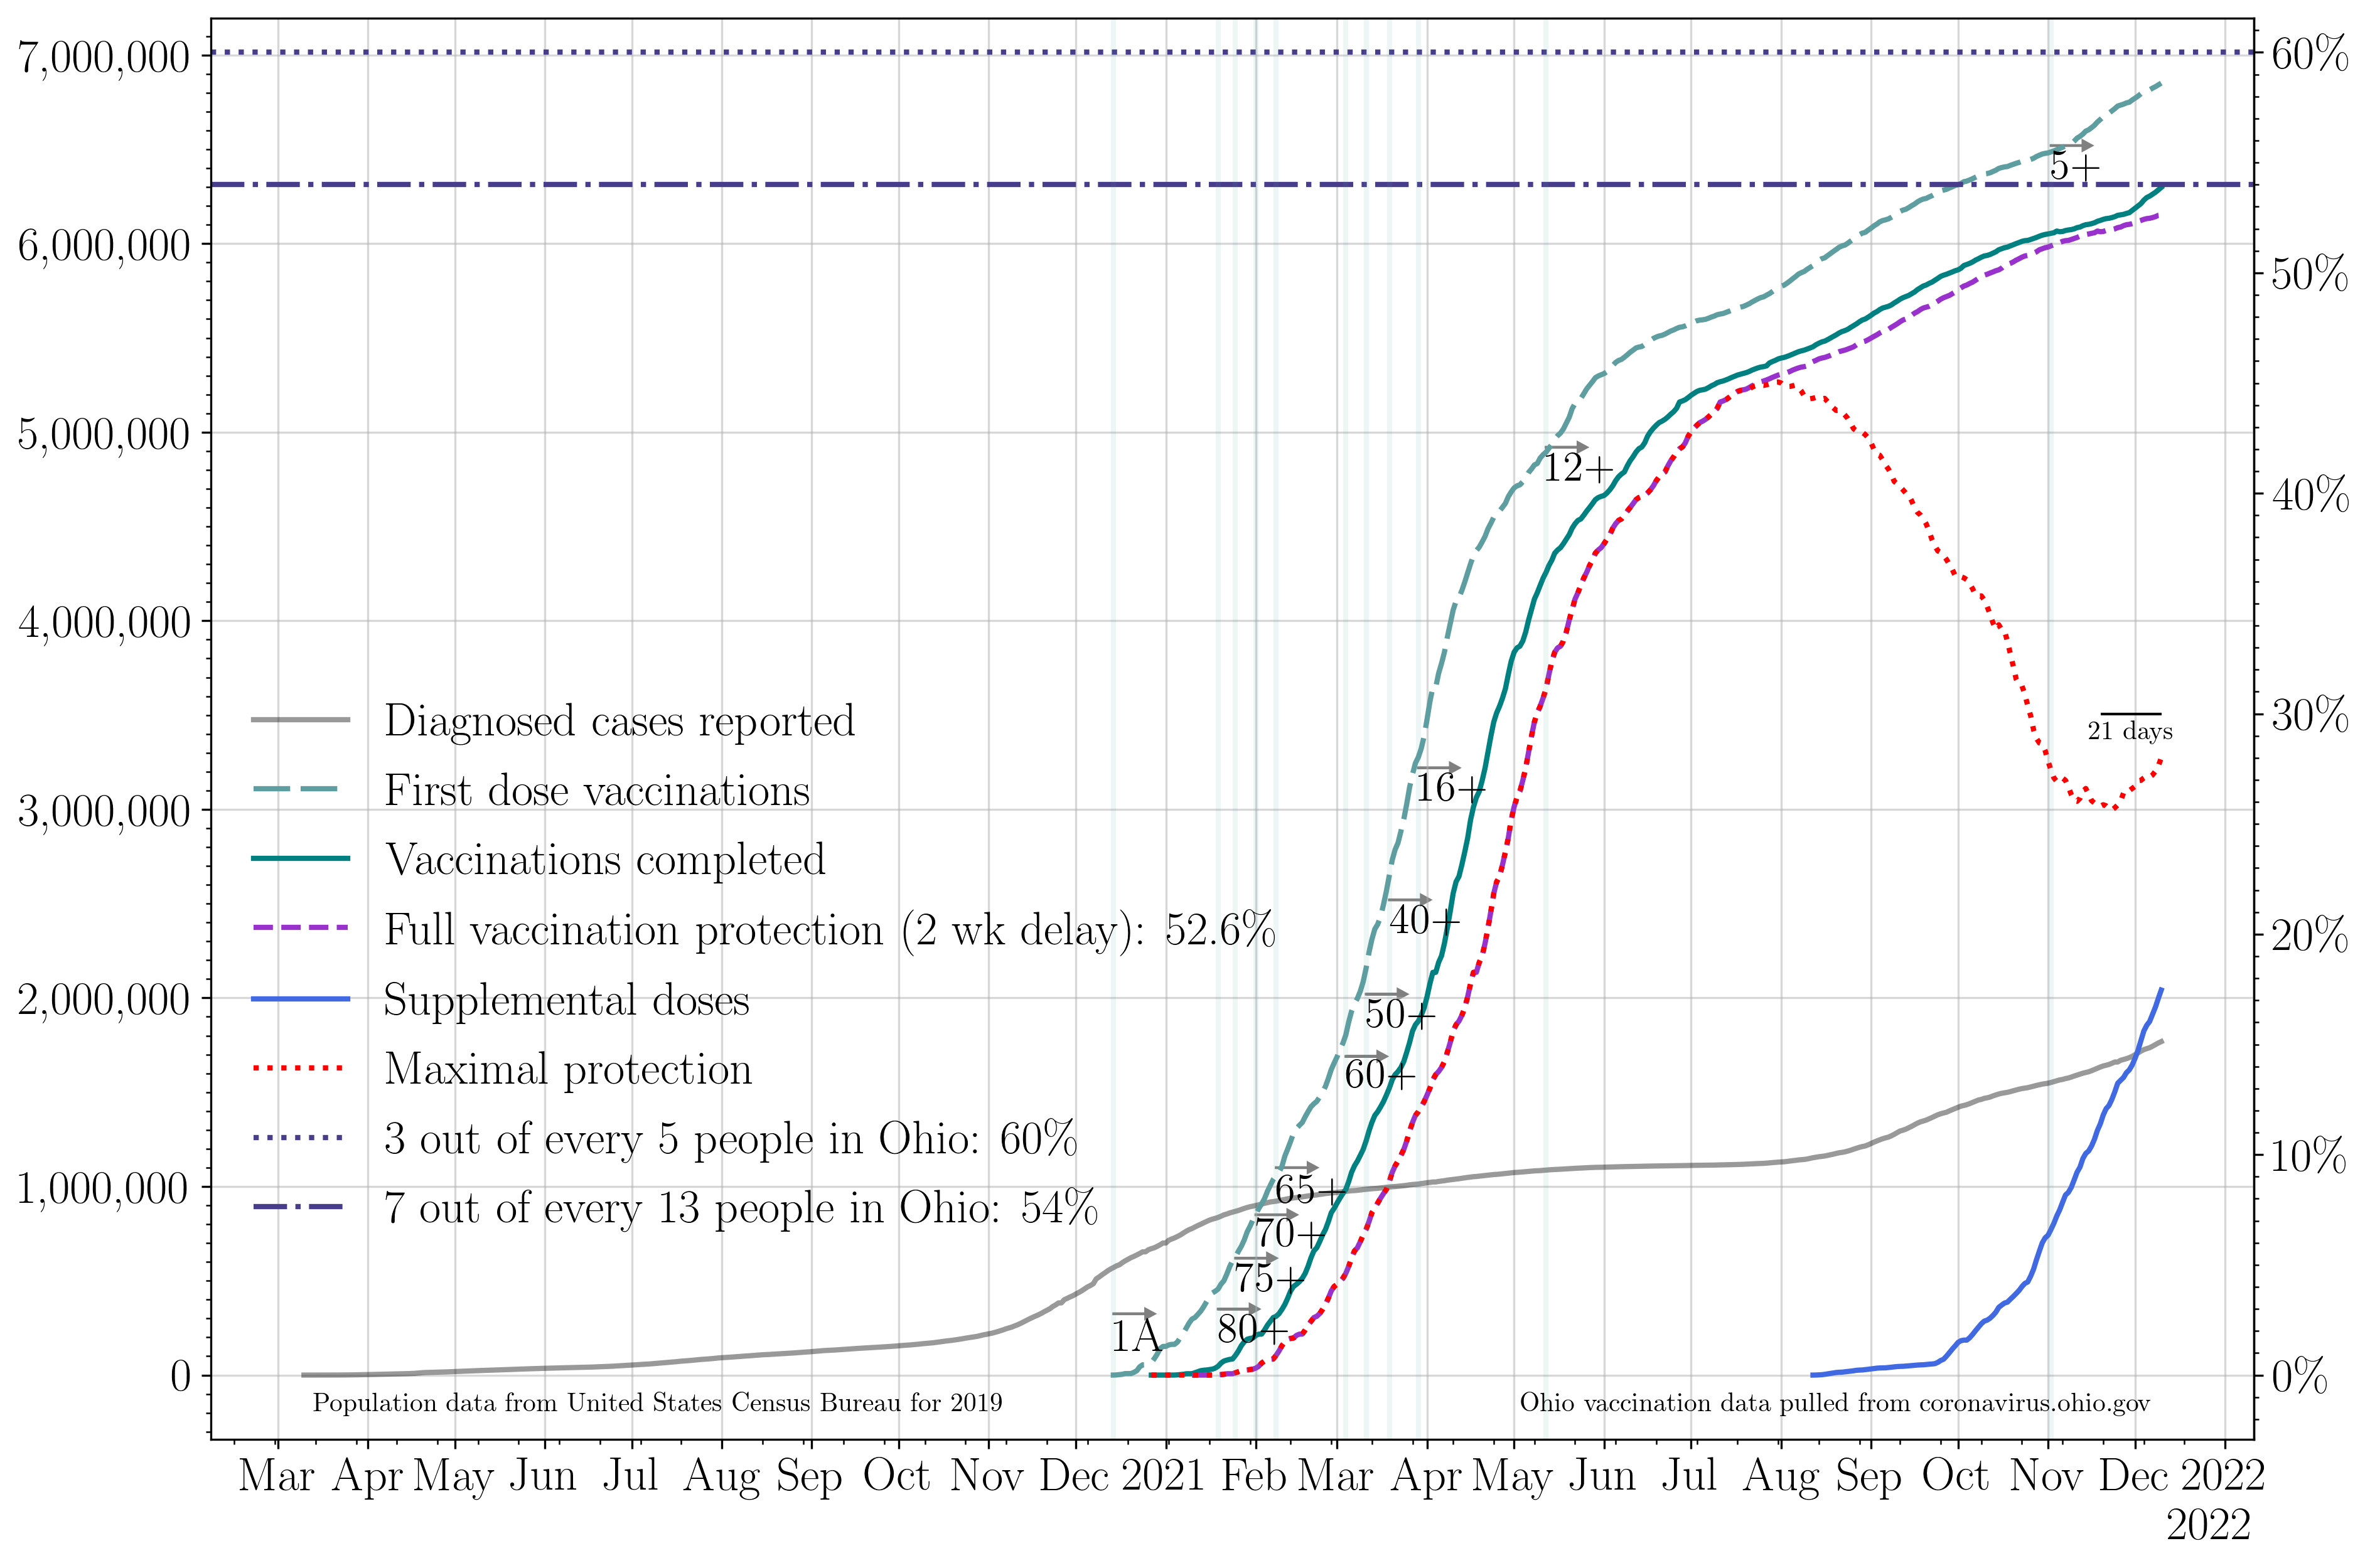 7,000,000
6,000,000
5,000,000
4,000,000
3,000,000
2,000,000
1,000,000
0
60%
50%
40%
30%
20%
10%
0%
5+
12+
16+
40+
50+
60+
65+
70+
75+
80+
1A
21 days
Diagnosed cases reported
First dose vaccinations
Vaccinations completed
Full vaccination protection (2 wk delay): 52.6%
Supplemental doses
Maximal protection
3 out of every 5 people in Ohio: 60%
7 out of every 13 people in Ohio: 54%
Population data from United States Census Bureau for 2019
Ohio vaccination data pulled from coronavirus.ohio.gov
Mar Apr May Jun Jul Aug Sep Oct Nov Dec 2021 Feb Mar Apr May Jun Jul Aug Sep Oct Nov Dec 2022
2022